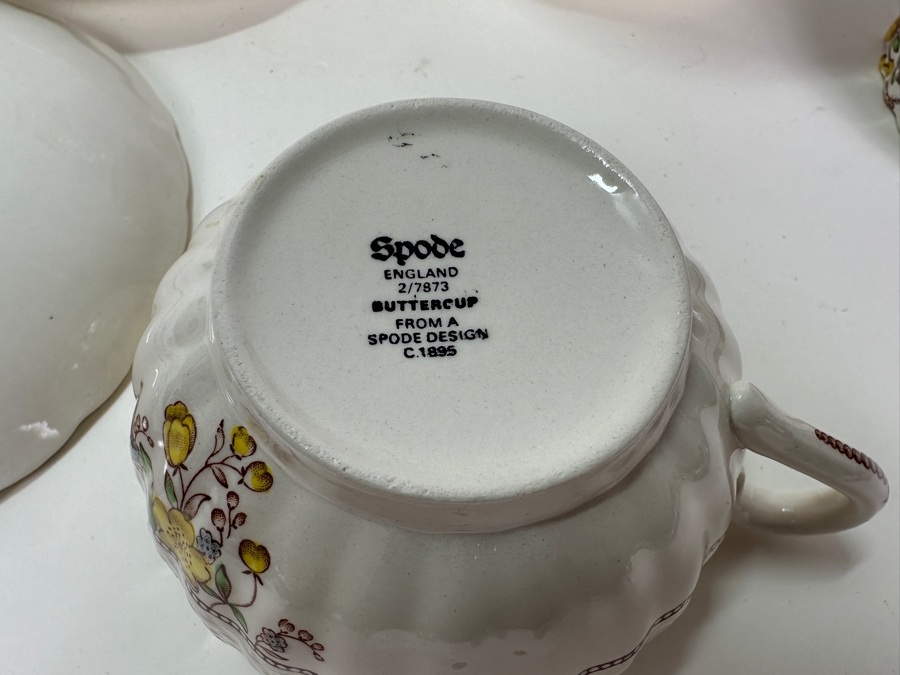 Spode
ENGLAND
2/7873
BUTTERCUP
FROM A
SPODE DESIGN
C.1895